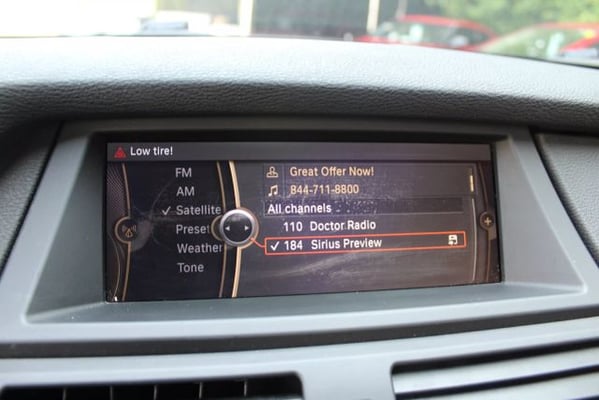 Low tire!
FM
AM
Satellite
Preset
Weather
Tone
Great Offer Now!
844-711-8800
All channels
110 Doctor Radio
184 Sirius Preview